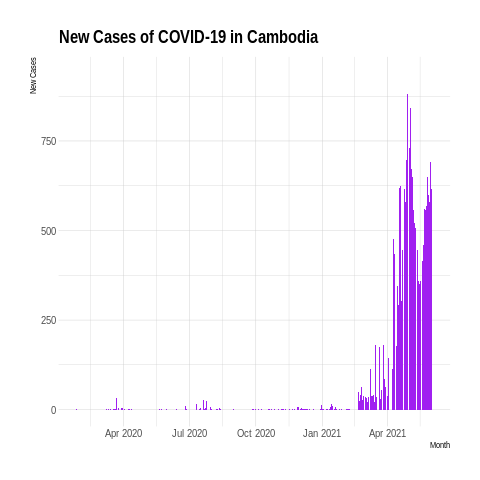 New Cases of COVID-19 in Cambodia
New Cases
750
500
250
0
Apr 2020 Jul 2020 Oct 2020 Jan 2021 Apr 2021
Month